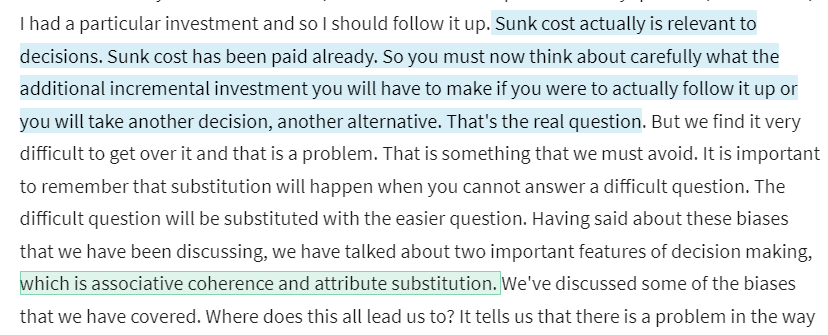 I had a particular investment and so I should follow it up. Sunk cost actually is relevant to
decisions. Sunk cost has been paid already. So you must now think about carefully what the
additional incremental investment you will have to make if you were to actually follow it up or
you will take another decision, another alternative. That's the real question. But we find it very
difficult to get over it and that is a problem. That is something that we must avoid. It is important
to remember that substitution will happen when you cannot answer a difficult question. The
difficult question will be substituted with the easier question. Having said about these biases
that we have been discussing, we have talked about two important features of decision making,
which is associative coherence and attribute substitution. We've discussed some of the biases
that we have covered. Where does this all lead us to? It tells us that there is a problem in the way